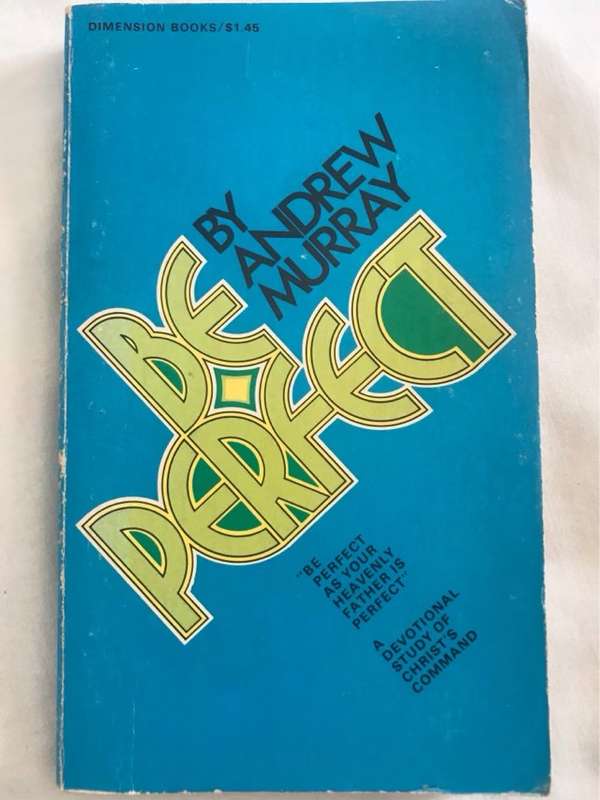 DIMENSION BOOKS/$1.45
BY
ANDREW
MURRAY
BE
PERFECT
"BE
PERFECT
AS YOUR
HEAVENLY
FATHER IS
PERFECT"
A
DEVOTIONAL
STUDY OF
CHRIST'S
COMMAND